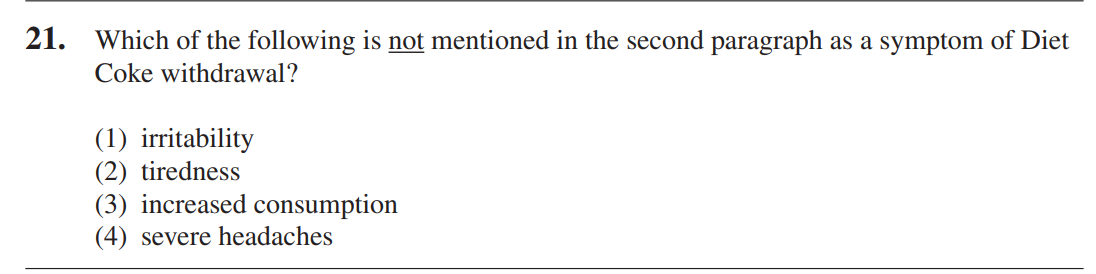 21. Which of the following is not mentioned in the second paragraph as a symptom of Diet
Coke withdrawal?
(1) irritability
(2) tiredness
(3) increased consumption
(4) severe headaches